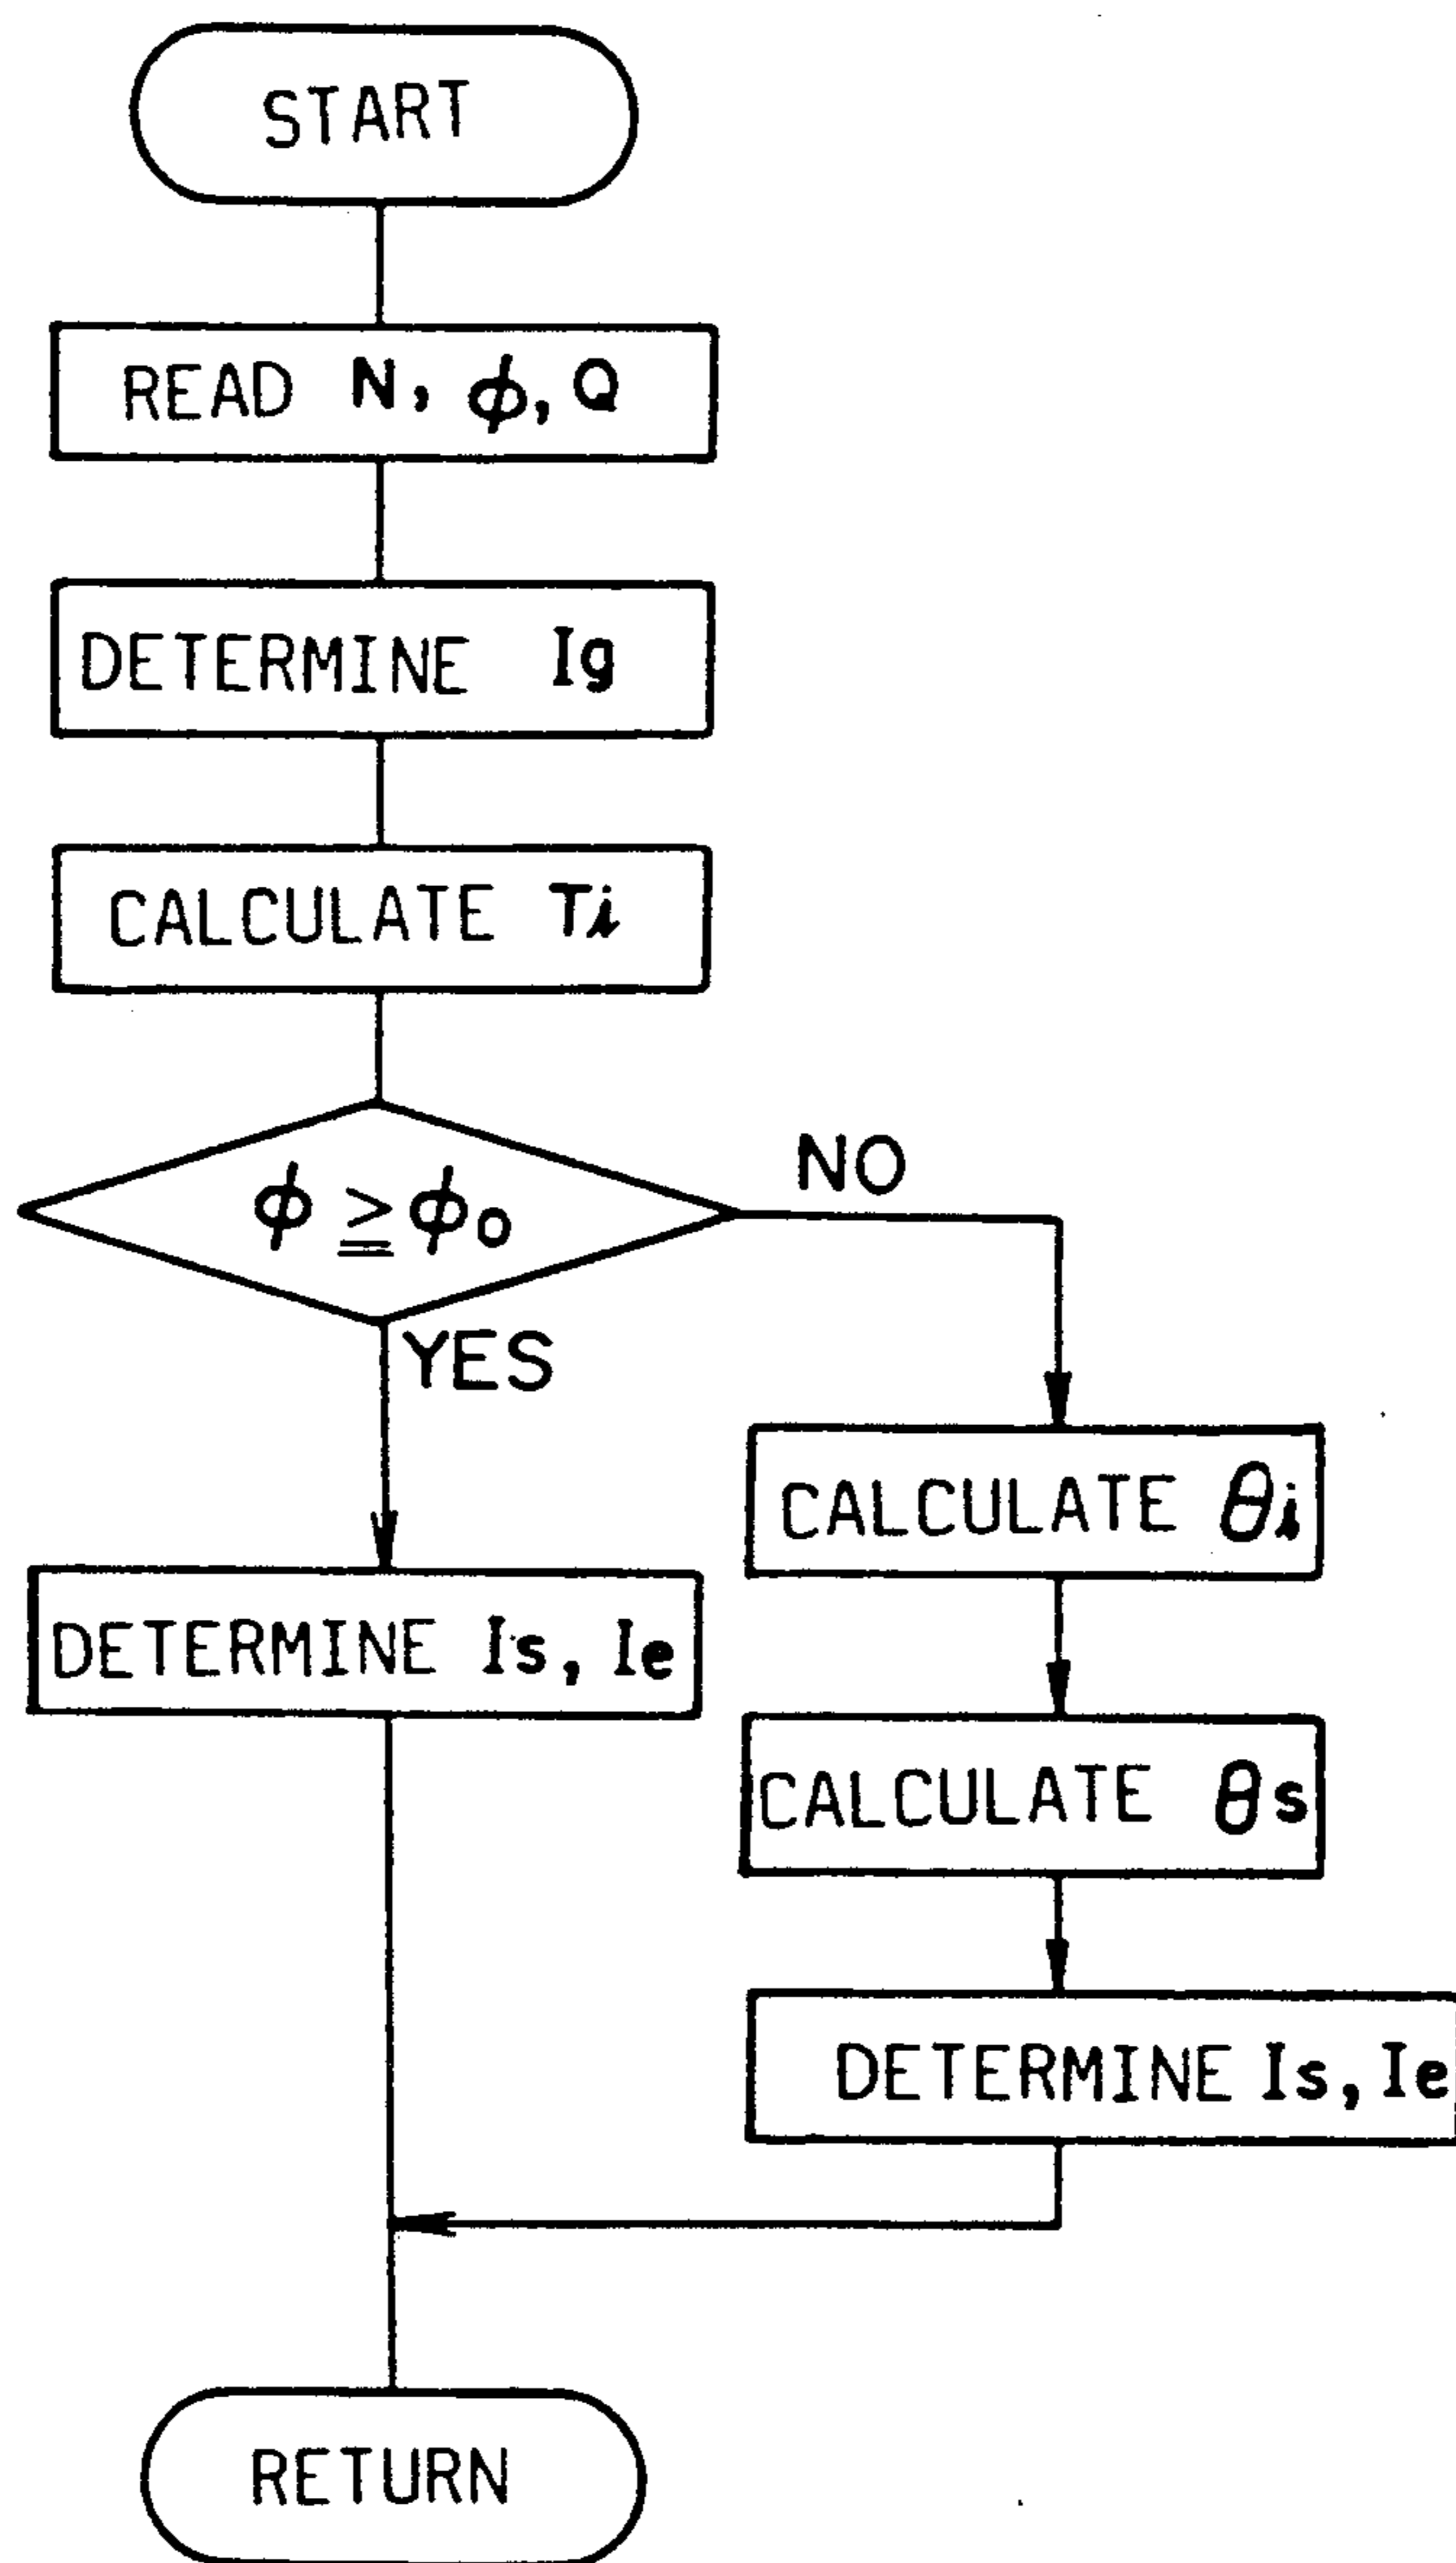 START
READ N, ϕ, Q
DETERMINE Ig
CALCULATE Ti
ϕ ≧ ϕo
NO
YES
CALCULATE θi
DETERMINE Is, Ie
CALCULATE θs
DETERMINE Is, Ie
RETURN